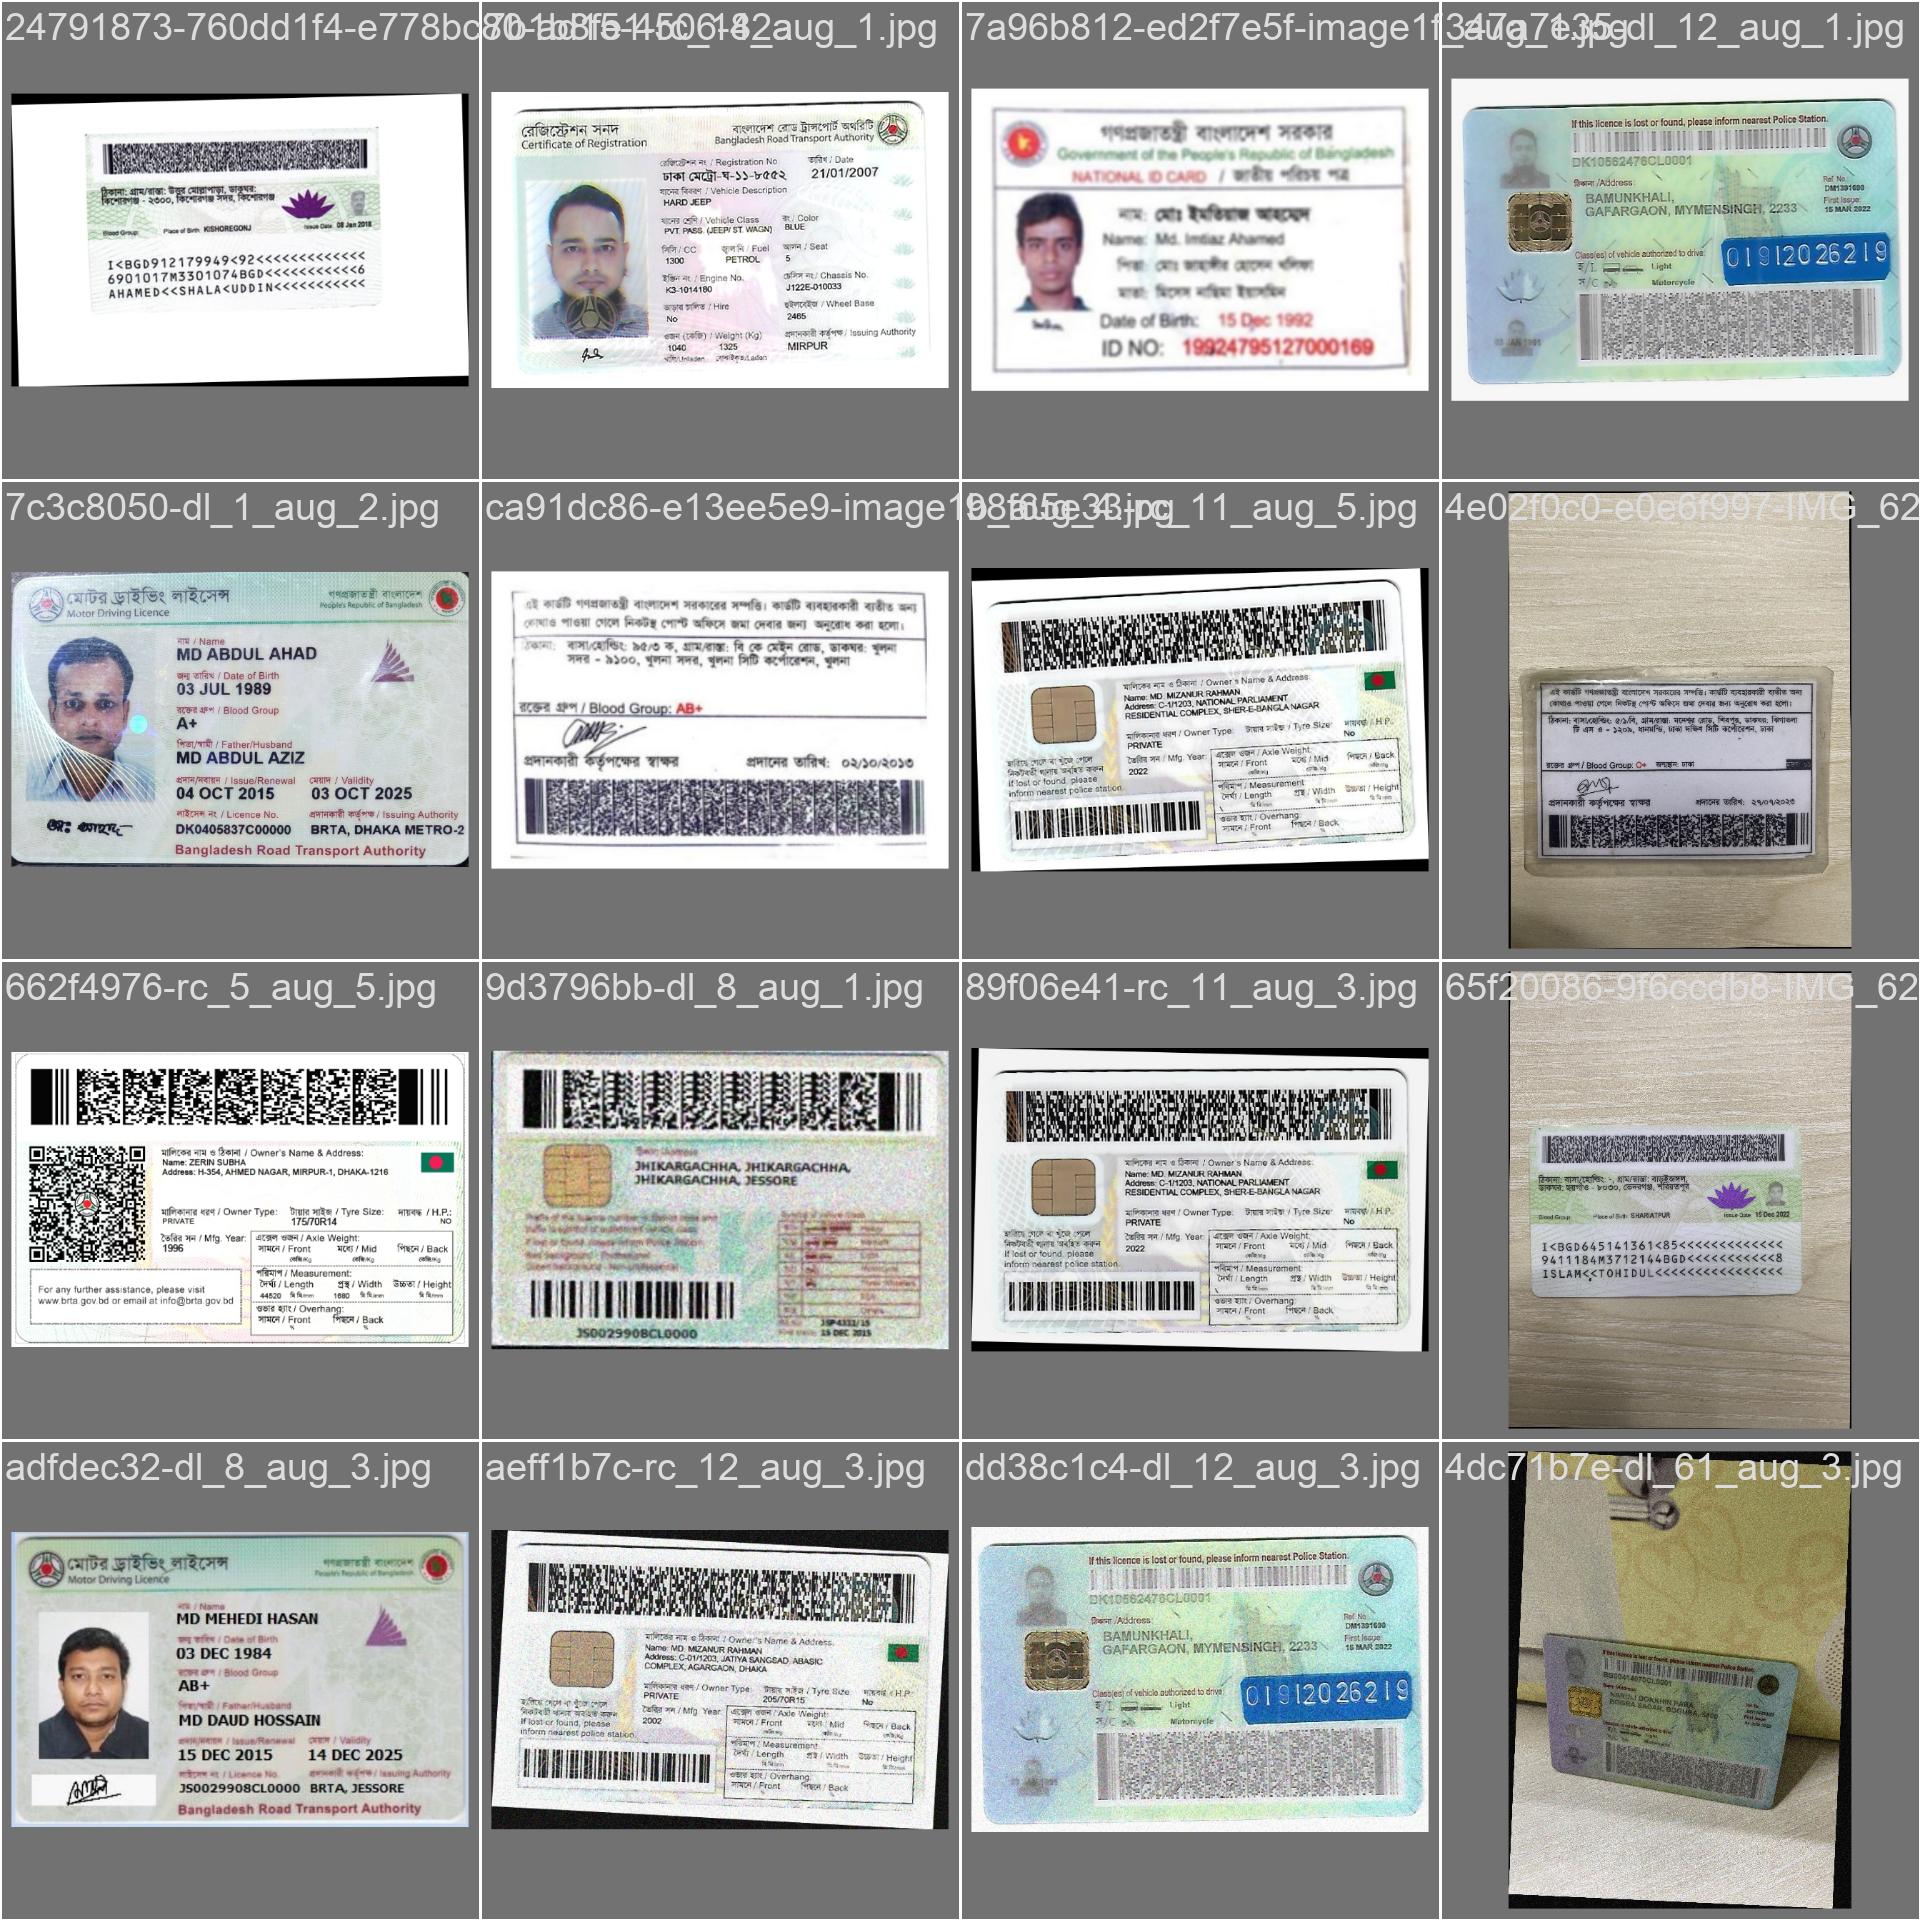 24791873-760dd1f4-e778bc80
ঠিকানা: গ্রাম/রাস্তা: উত্তর মোল্লাপাড়া, ডাকঘর:
কিশোরগঞ্জ - ২৩০০, কিশোরগঞ্জ সদর, কিশোরগঞ্জ
Blood Group: Place of Birth: KISHOREGONJ Issue Date: 08 Jan 2018
I<BGD912179949<92<<<<<<<<<<<<<
6901017M3301074BGD<<<<<<<<<<<6
AHAMED<<SHALA<UDDIN<<<<<<<<<<<
aug_1.jpg
রেজিস্ট্রেশন সনদ
Certificate of Registration
বাংলাদেশ রোড ট্রান্সপোর্ট অথরিটি
Bangladesh Road Transport Authority
রেজিস্ট্রেশন নং / Registration No
তারিখ / Date
ঢাকা মেট্রো-ঘ-১১-৮৫৫২
21/01/2007
যানের বিবরণ / Vehicle Description
HARD JEEP
যানের শ্রেণি / Vehicle Class
রং / Color
PVT. PASS. (JEEP/ ST. WAGN)
BLUE
সিসি / CC
জ্বালানি / Fuel
আসন / Seat
1300
PETROL
5
ইঞ্জিন নং / Engine No.
চেসিস নং / Chassis No.
K3-1014180
J122E-010033
ভাড়ায় চালিত / Hire
হুইলবেইজ / Wheel Base
No
2465
ওজন (কেজি) / Weight (Kg)
প্রদানকারী কর্তৃপক্ষ / Issuing Authority
1040
1325
MIRPUR
7a96b812-ed2f7e5f-image1
গণপ্রজাতন্ত্রী বাংলাদেশ সরকার
Government of the People's Republic of Bangladesh
NATIONAL ID CARD / জাতীয় পরিচয় পত্র
নাম: মোঃ ইমতিয়াজ আহম্মেদ
Name: Md. Imtiaz Ahamed
পিতা: মোঃ জাহাঙ্গীর হোসেন খলিফা
মাতা: মিসেস নাছিমা ইয়াসমিন
Date of Birth: 15 Dec 1992
ID NO: 19924795127000169
dl_12_aug_1.jpg
If this licence is lost or found, please inform nearest Police Station.
DK10562476CL0001
ঠিকানা /Address:
BAMUNKHALI,
GAFARGAON, MYMENSINGH, 2233
Ref. No.
DM1391690
First Issue:
15 MAR 2022
Class(es) of vehicle authorized to drive:
Light
Motorcycle
01912026219
03 JAN 1991
7c3c8050-dl_1_aug_2.jpg
মোটর ড্রাইভিং লাইসেন্স
Motor Driving Licence
গণপ্রজাতন্ত্রী বাংলাদেশ
People's Republic of Bangladesh
নাম / Name
MD ABDUL AHAD
জন্ম তারিখ / Date of Birth
03 JUL 1989
রক্তের গ্রুপ / Blood Group
A+
পিতা/স্বামী / Father/Husband
MD ABDUL AZIZ
প্রদান/নবায়ন / Issue/Renewal
মেয়াদ / Validity
04 OCT 2015
03 OCT 2025
লাইসেন্স নং / Licence No.
প্রদানকারী কর্তৃপক্ষ / Issuing Authority
DK0405837C00000
BRTA, DHAKA METRO-2
Bangladesh Road Transport Authority
ca91dc86-e13ee5e9-image1
এই কার্ডটি গণপ্রজাতন্ত্রী বাংলাদেশ সরকারের সম্পত্তি। কার্ডটি ব্যবহারকারী ব্যতীত অন্য
কোথাও পাওয়া গেলে নিকটস্থ পোস্ট অফিসে জমা দেবার জন্য অনুরোধ করা হলো।
ঠিকানা: বাসা/হোল্ডিং: ৯৫/৩ ক, গ্রাম/রাস্তা: বি কে মেইন রোড, ডাকঘর: খুলনা
সদর - ৯১০০, খুলনা সদর, খুলনা সিটি কর্পোরেশন, খুলনা
রক্তের গ্রুপ / Blood Group: AB+
প্রদানকারী কর্তৃপক্ষের স্বাক্ষর
প্রদানের তারিখ: ০২/১০/২০১৩
rc_11_aug_5.jpg
মালিকের নাম ও ঠিকানা / Owner's Name & Address:
Name: MD. MIZANUR RAHMAN
Address: C-1/1203, NATIONAL PARLIAMENT
RESIDENTIAL COMPLEX, SHER-E-BANGLA NAGAR
মালিকানার ধরণ / Owner Type:
টায়ার সাইজ / Tyre Size:
দায়বদ্ধ / H.P.
PRIVATE
No
তৈরির সন / Mfg. Year:
2022
এক্সেল ওজন / Axle Weight:
সামনে / Front
মধ্যে / Mid
পিছনে / Back
পরিমাপ / Measurement:
দৈর্ঘ্য / Length
প্রস্থ / Width
উচ্চতা / Height
ওভার হ্যাং / Overhang:
সামনে / Front
পিছনে / Back
হারিয়ে গেলে বা খুঁজে পেলে
নিকটবর্তী থানায় অবহিত করুন
If lost or found, please
inform nearest police station.
4e02f0c0-e0e6f997-IMG_62
এই কার্ডটি গণপ্রজাতন্ত্রী বাংলাদেশ সরকারের সম্পত্তি। কার্ডটি ব্যবহারকারী ব্যতীত অন্য
কোথাও পাওয়া গেলে নিকটস্থ পোস্ট অফিসে জমা দেবার জন্য অনুরোধ করা হলো।
রক্তের গ্রুপ / Blood Group: O+ জন্মস্থান: ঢাকা
প্রদানকারী কর্তৃপক্ষের স্বাক্ষর
প্রদানের তারিখ: ২৭/০৭/২০২৩
662f4976-rc_5_aug_5.jpg
মালিকের নাম ও ঠিকানা / Owner's Name & Address:
Name: ZERIN SUBHA
Address: H-354, AHMED NAGAR, MIRPUR-1, DHAKA-1216
মালিকানার ধরণ / Owner Type:
টায়ার সাইজ / Tyre Size:
দায়বদ্ধ / H.P.:
PRIVATE
175/70R14
NO
তৈরির সন / Mfg. Year:
1996
এক্সেল ওজন / Axle Weight:
সামনে / Front
মধ্যে / Mid
পিছনে / Back
পরিমাপ / Measurement:
দৈর্ঘ্য / Length
প্রস্থ / Width
উচ্চতা / Height
44520
1680
ওভার হ্যাং / Overhang:
সামনে / Front
পিছনে / Back
For any further assistance, please visit
www.brta.gov.bd or email at info@brta.gov.bd
9d3796bb-dl_8_aug_1.jpg
JHIKARGACHHA, JHIKARGACHHA,
JHIKARGACHHA, JESSORE
JS0029908CL0000
15 DEC 2015
89f06e41-rc_11_aug_3.jpg
মালিকের নাম ও ঠিকানা / Owner's Name & Address:
Name: MD. MIZANUR RAHMAN
Address: C-1/1203, NATIONAL PARLIAMENT
RESIDENTIAL COMPLEX, SHER-E-BANGLA NAGAR
মালিকানার ধরণ / Owner Type:
টায়ার সাইজ / Tyre Size:
দায়বদ্ধ / H.P.
PRIVATE
No
তৈরির সন / Mfg. Year:
2022
এক্সেল ওজন / Axle Weight:
সামনে / Front
মধ্যে / Mid
পিছনে / Back
পরিমাপ / Measurement:
দৈর্ঘ্য / Length
প্রস্থ / Width
উচ্চতা / Height
ওভার হ্যাং / Overhang:
সামনে / Front
পিছনে / Back
হারিয়ে গেলে বা খুঁজে পেলে
নিকটবর্তী থানায় অবহিত করুন
If lost or found, please
inform nearest police station.
65f20086-9f6ccdb8-IMG_62
Blood Group: Place of Birth: SHARIATPUR Issue Date: 15 Dec 2022
I<BGD645141361<85<<<<<<<<<<<<<
9411184M3712144BGD<<<<<<<<<<<8
ISLAM<<TOHIDUL<<<<<<<<<<<<<<<<
adfdec32-dl_8_aug_3.jpg
মোটর ড্রাইভিং লাইসেন্স
Motor Driving Licence
গণপ্রজাতন্ত্রী বাংলাদেশ
People's Republic of Bangladesh
নাম / Name
MD MEHEDI HASAN
জন্ম তারিখ / Date of Birth
03 DEC 1984
রক্তের গ্রুপ / Blood Group
AB+
পিতা/স্বামী / Father/Husband
MD DAUD HOSSAIN
প্রদান/নবায়ন / Issue/Renewal
মেয়াদ / Validity
15 DEC 2015
14 DEC 2025
লাইসেন্স নং / Licence No.
প্রদানকারী কর্তৃপক্ষ / Issuing Authority
JS0029908CL0000
BRTA, JESSORE
Bangladesh Road Transport Authority
aeff1b7c-rc_12_aug_3.jpg
মালিকের নাম ও ঠিকানা / Owner's Name & Address.
Name: MD. MIZANUR RAHMAN
Address: C-01/1203, JATIYA SANGSAD, ABASIC
COMPLEX, AGARGAON, DHAKA
মালিকানার ধরণ / Owner Type:
টায়ার সাইজ / Tyre Size:
দায়বদ্ধ / H.P.
PRIVATE
205/70R15
No
তৈরির সন / Mfg. Year
2002
এক্সেল ওজন / Axle Weight:
সামনে / Front
মধ্যে / Mid
পিছনে / Back
পরিমাপ / Measurement:
দৈর্ঘ্য / Length
প্রস্থ / Width
উচ্চতা / Height
ওভার হ্যাং / Overhang:
সামনে / Front
পিছনে / Back
হারিয়ে গেলে বা খুঁজে পেলে
নিকটবর্তী থানায় অবহিত করুন
If lost or found, please
inform nearest police station.
dd38c1c4-dl_12_aug_3.jpg
If this licence is lost or found, please inform nearest Police Station.
DK10562476CL0001
ঠিকানা /Address:
BAMUNKHALI,
GAFARGAON, MYMENSINGH, 2233
Ref. No.
DM1391690
First Issue:
15 MAR 2022
Class(es) of vehicle authorized to drive
Light
Motorcycle
01912026219
4dc71b7e-dl_61_aug_3.jpg
If this licence is lost or found, please inform nearest Police Station.